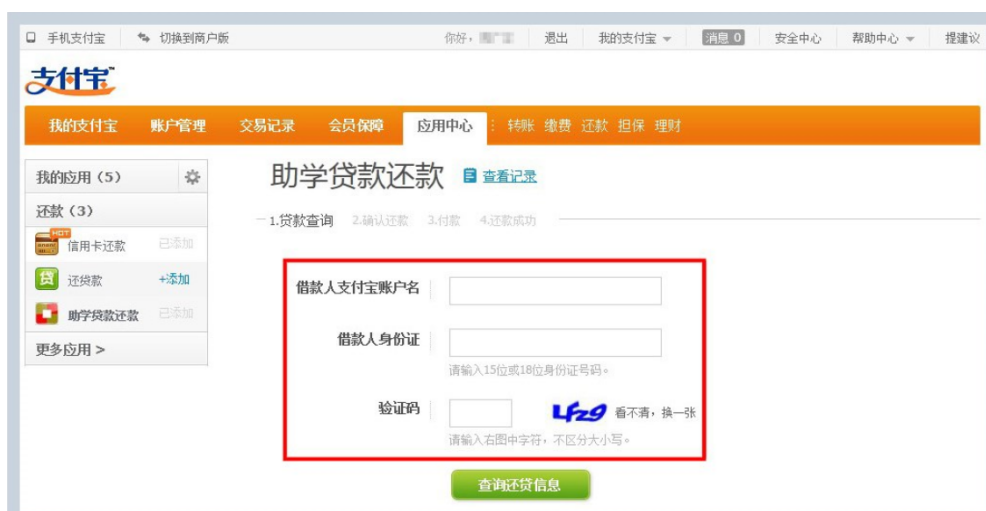 手机支付宝 切换到商户版 你好, 退出 我的支付宝 消息 0 安全中心 帮助中心 提建议
支付宝
我的支付宝 账户管理 交易记录 会员保障 应用中心 转账 缴费 还款 担保 理财
我的应用（5）
助学贷款还款 查看记录
还款（3）
1.贷款查询 2.确认还款 3.付款 4.还款成功
HOT
信用卡还款 已添加
贷 还贷款 +添加
助学贷款还款 已添加
更多应用 >
借款人支付宝账户名
借款人身份证
请输入15位或18位身份证号码。
验证码 Lfz9 看不清，换一张
请输入右图中字符，不区分大小写。
查询还贷信息